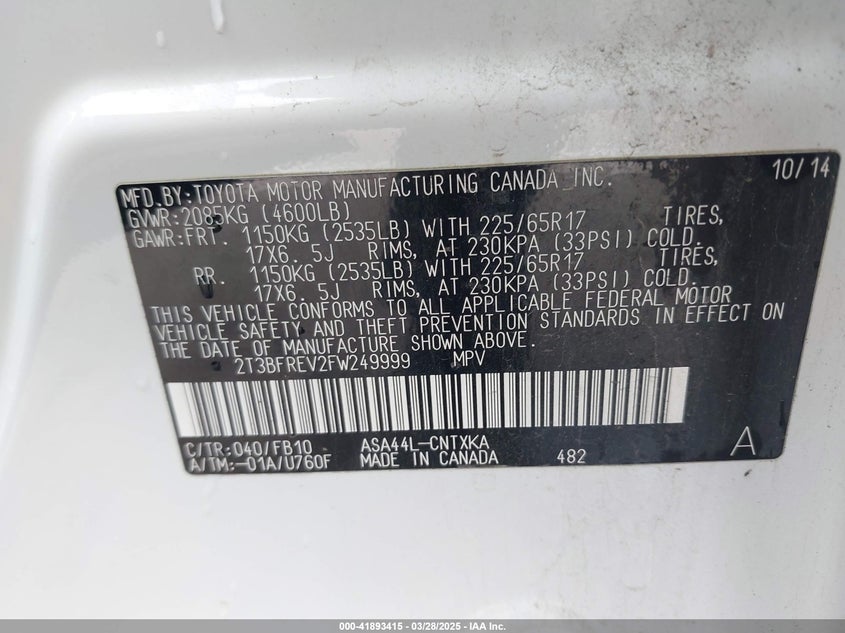 MFD.BY:TOYOTA MOTOR MANUFACTURING CANADA INC. 10/14
GVWR:2085KG (4600LB)
GAWR:FRT. 1150KG (2535LB) WITH 225/65R17 TIRES,
17X6. 5J RIMS, AT 230KPA (33PSI) COLD.
RR. 1150KG (2535LB) WITH 225/65R17 TIRES,
17X6. 5J RIMS, AT 230KPA (33PSI) COLD.
THIS VEHICLE CONFORMS TO ALL APPLICABLE FEDERAL MOTOR
VEHICLE SAFETY AND THEFT PREVENTION STANDARDS IN EFFECT ON
THE DATE OF MANUFACTURE SHOWN ABOVE.
2T3BFREV2FW249999 MPV
C/TR:040/FB10 ASA44L-CNTXKA A
A/TM:-01A/U760F MADE IN CANADA 482
000-41893415 | 03/28/2025 | IAA Inc.